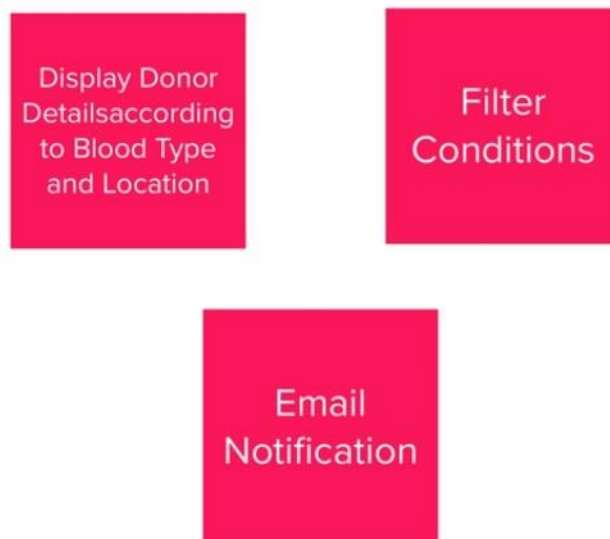 Display Donor
Detailsaccording
to Blood Type
and Location
Filter
Conditions
Email
Notification